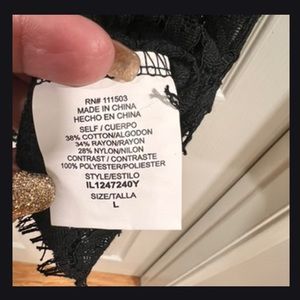 RN# 111503
MADE IN CHINA
HECHO EN CHINA
SELF / CUERPO
38% COTTON/ALGODON
34% RAYON/RAYON
28% NYLON/NILON
CONTRAST / CONTRASTE
100% POLYESTER/POLIESTER
STYLE/ESTILO
IL1247240Y
SIZE/TALLA
L